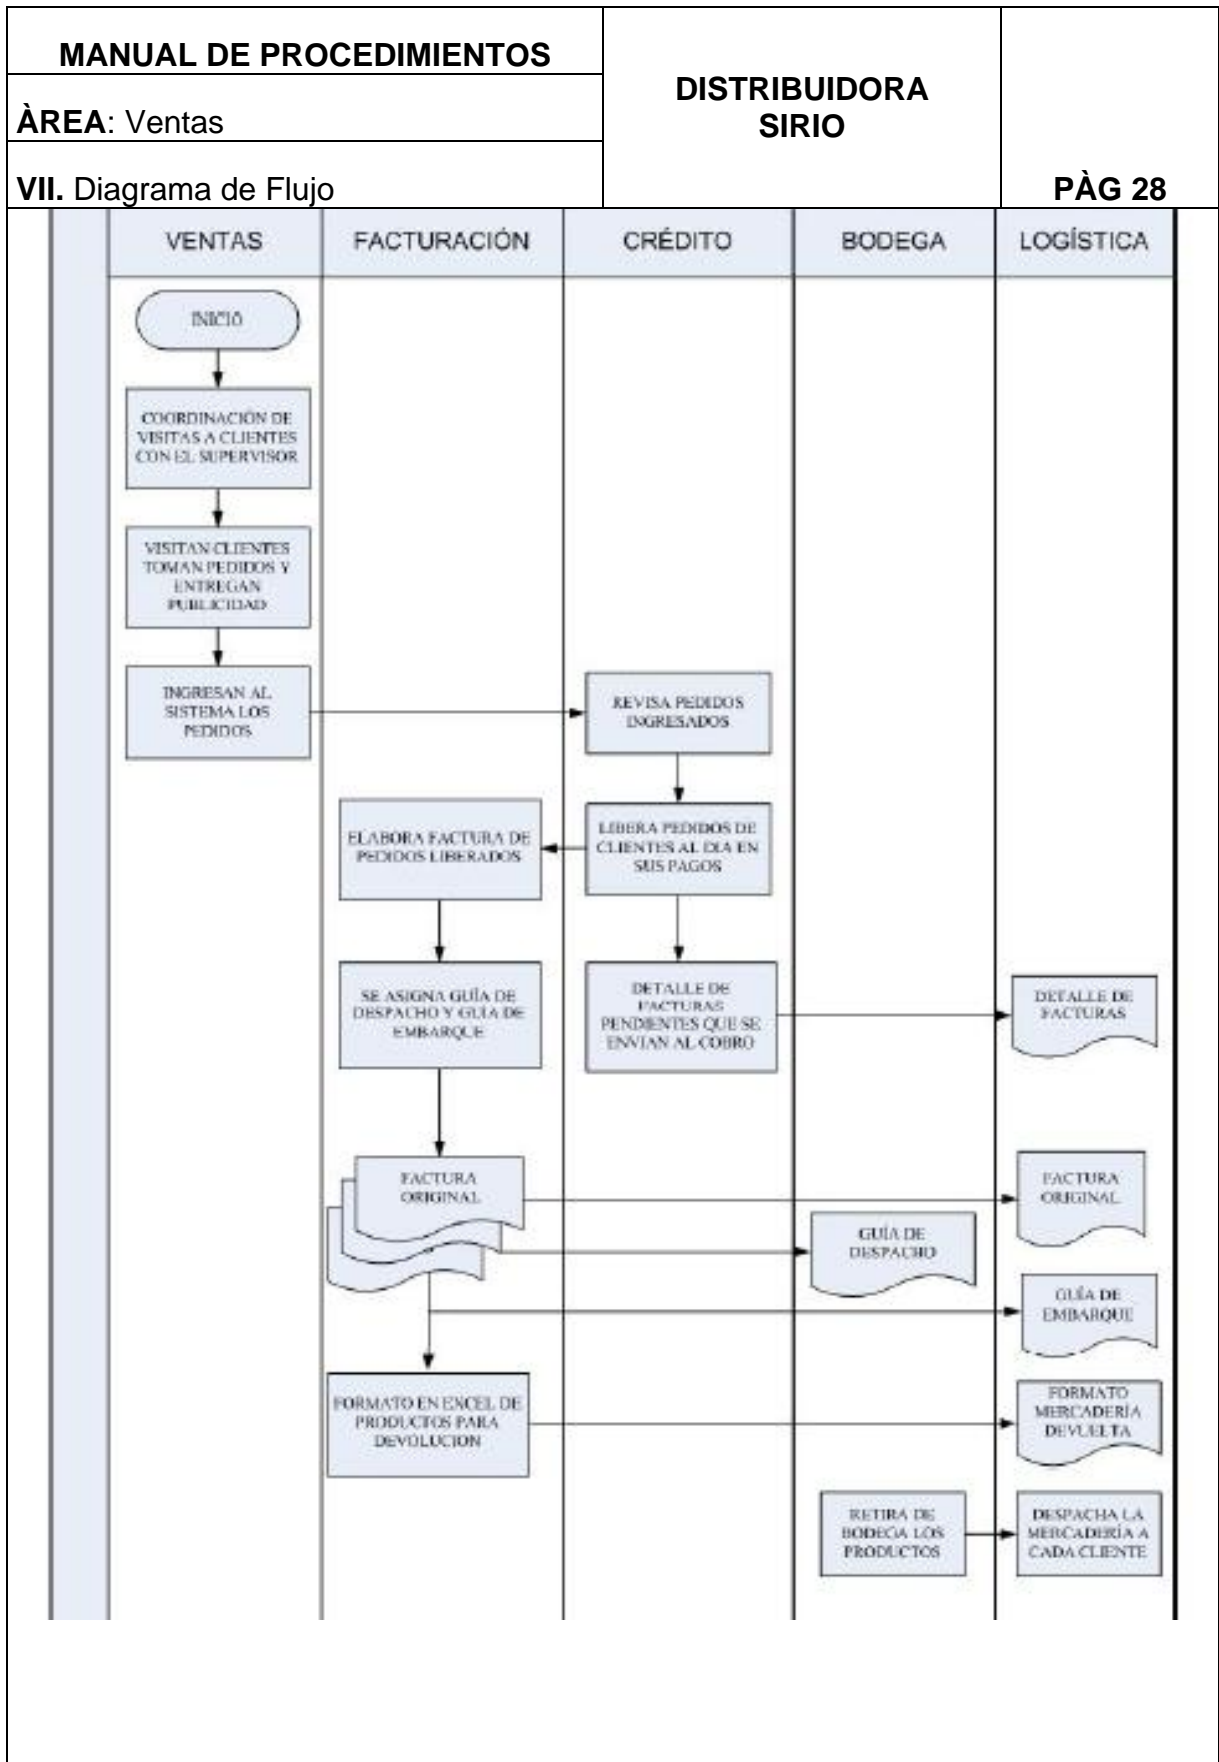 MANUAL DE PROCEDIMIENTOS
ÀREA: Ventas
VII. Diagrama de Flujo
DISTRIBUIDORA
SIRIO
PÀG 28
VENTAS
FACTURACIÓN
CRÉDITO
BODEGA
LOGÍSTICA
INICIO
COORDINACIÓN DE
VISITAS A CLIENTES
CON EL SUPERVISOR
VISITAN CLIENTES
TOMAN PEDIDOS Y
ENTREGAN
PUBLICIDAD
INGRESAN AL
SISTEMA LOS
PEDIDOS
REVISA PEDIDOS
INGRESADOS
LIBERA PEDIDOS DE
CLIENTES AL DIA EN
SUS PAGOS
ELABORA FACTURA DE
PEDIDOS LIBERADOS
SE ASIGNA GUÍA DE
DESPACHO Y GUIA DE
EMBARQUE
DETALLE DE
FACTURAS
PENDIENTES QUE SE
ENVIAN AL COBRO
DETALLE DE
FACTURAS
FACTURA
ORIGINAL
FACTURA
ORIGINAL
GUÍA DE
DESPACHO
GUÍA DE
EMBARQUE
FORMATO EN EXCEL DE
PRODUCTOS PARA
DEVOLUCION
FORMATO
MERCADERÍA
DEVUELTA
RETIRA DE
BODEGA LOS
PRODUCTOS
DESPACHA LA
MERCADERÍA A
CADA CLIENTE